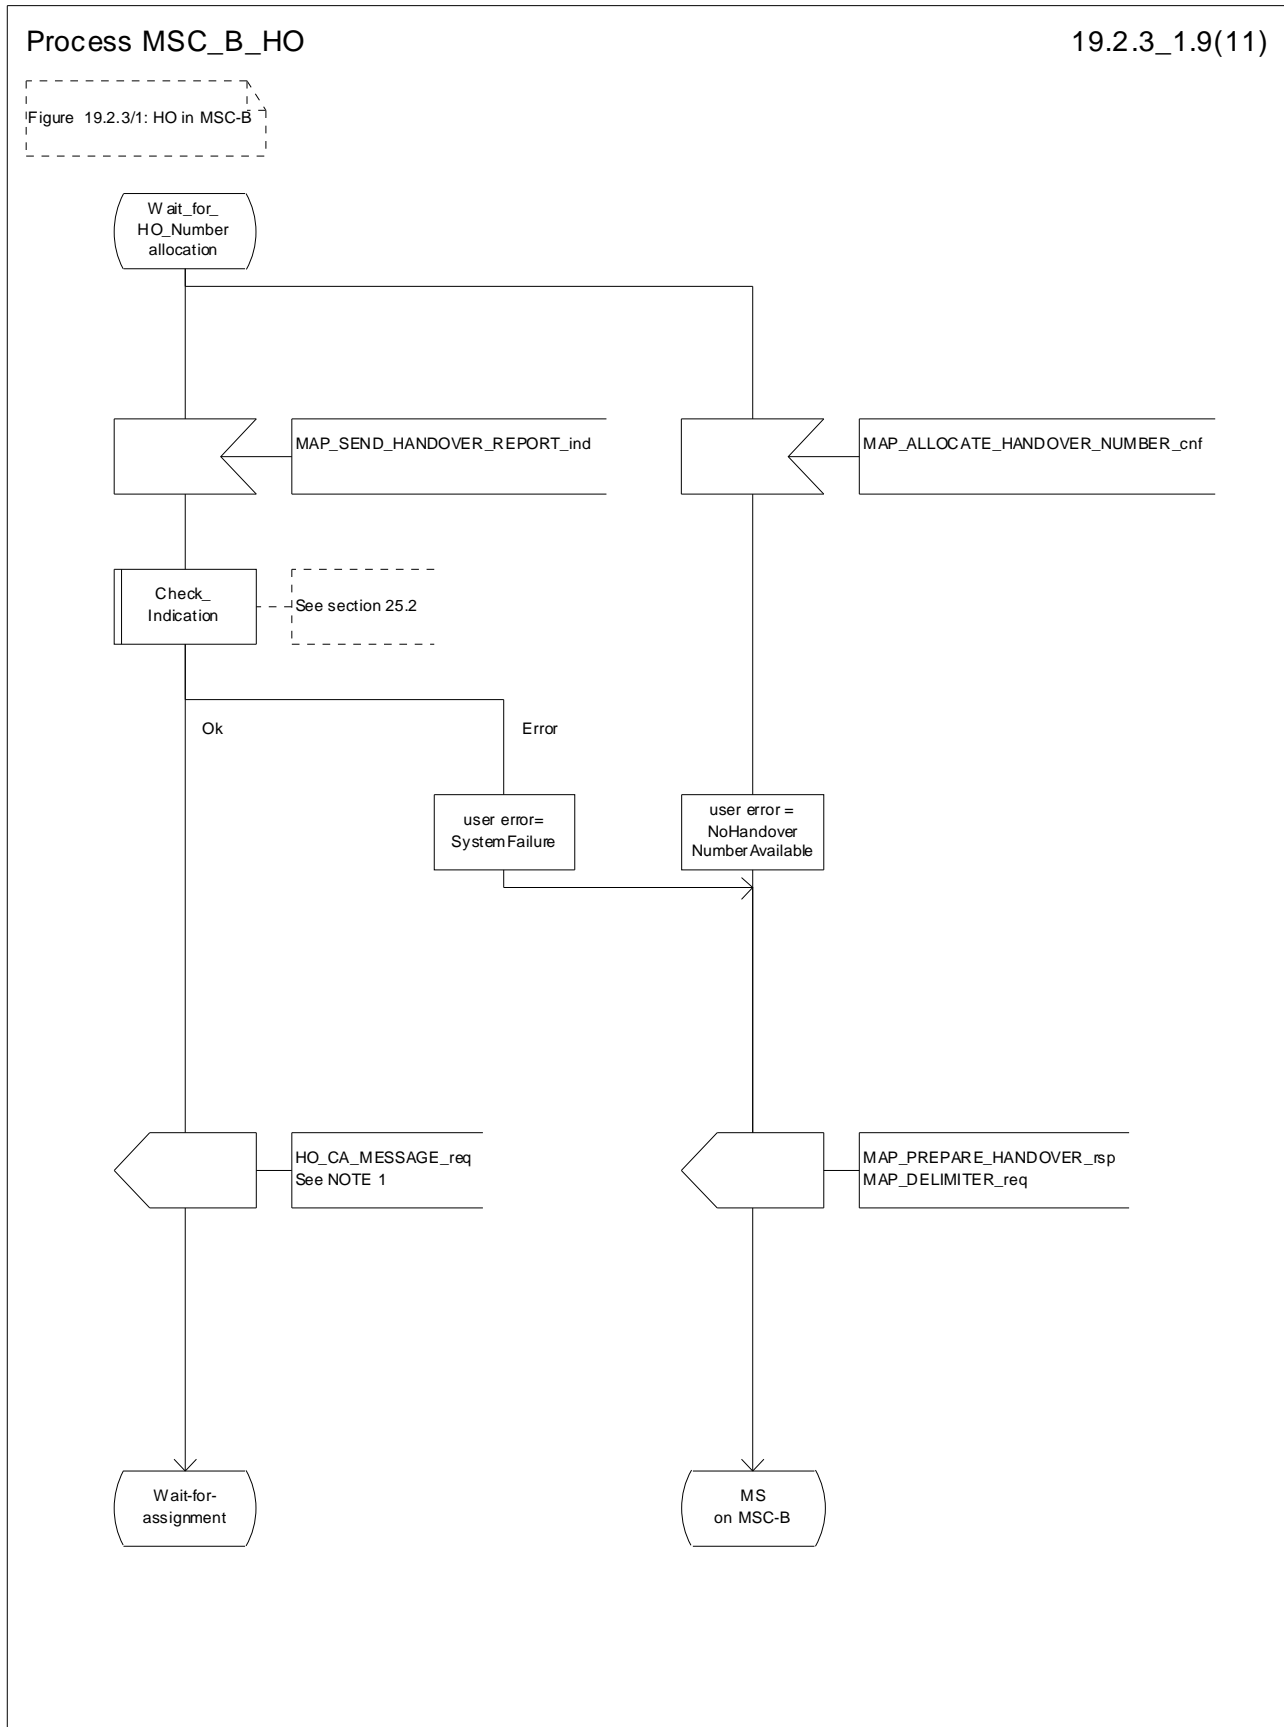 Process MSC_B_HO
19.2.3_1.9(11)
Figure 19.2.3/1: HO in MSC-B
Wait_for_
HO_Number
allocation
MAP_SEND_HANDOVER_REPORT_ind
MAP_ALLOCATE_HANDOVER_NUMBER_cnf
Check_
Indication
See section 25.2
Ok
Error
user error=
SystemFailure
user error =
NoHandover
NumberAvailable
HO_CA_MESSAGE_req
See NOTE 1
MAP_PREPARE_HANDOVER_rsp
MAP_DELIMITER_req
Wait-for-
assignment
MS
on MSC-B